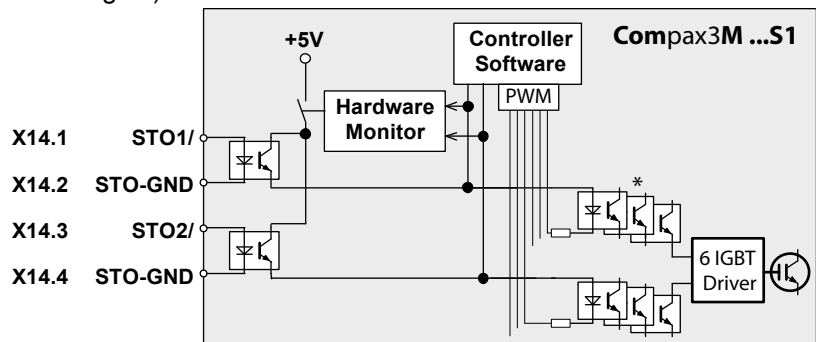 +5V
Controller
Software
Compax3M ...S1
PWM
Hardware
Monitor
X14.1 STO1/
X14.2 STO-GND
X14.3 STO2/
X14.4 STO-GND
*
6 IGBT
Driver